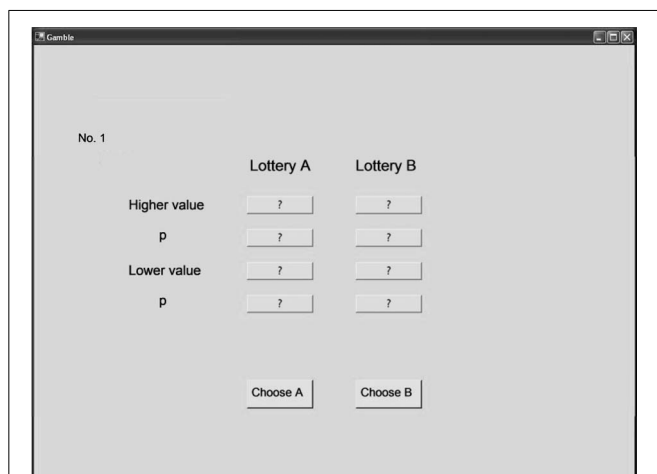 Gamble
No. 1
Lottery A Lottery B
Higher value ? ?
p ? ?
Lower value ? ?
p ? ?
Choose A Choose B